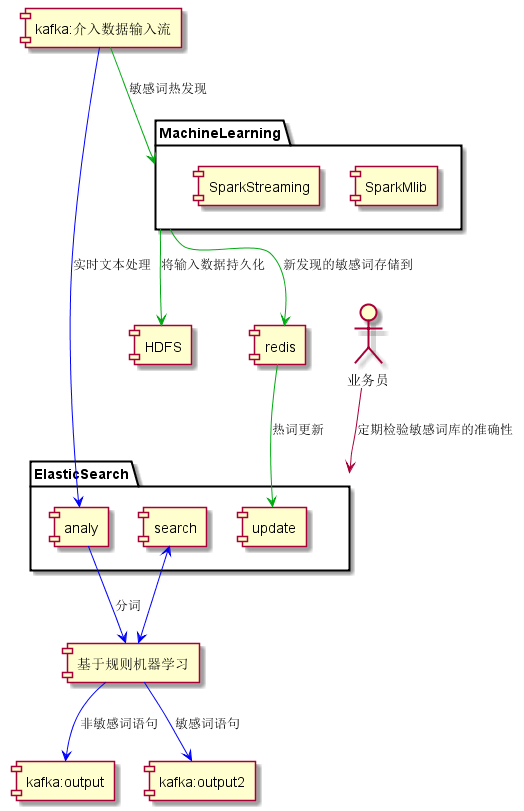 kafka:介入数据输入流
敏感词热发现
MachineLearning
SparkStreaming
SparkMlib
实时文本处理
将输入数据持久化
新发现的敏感词存储到
HDFS
redis
业务员
热词更新
定期检验敏感词库的准确性
ElasticSearch
analy
search
update
分词
基于规则机器学习
非敏感词语句
敏感词语句
kafka:output
kafka:output2